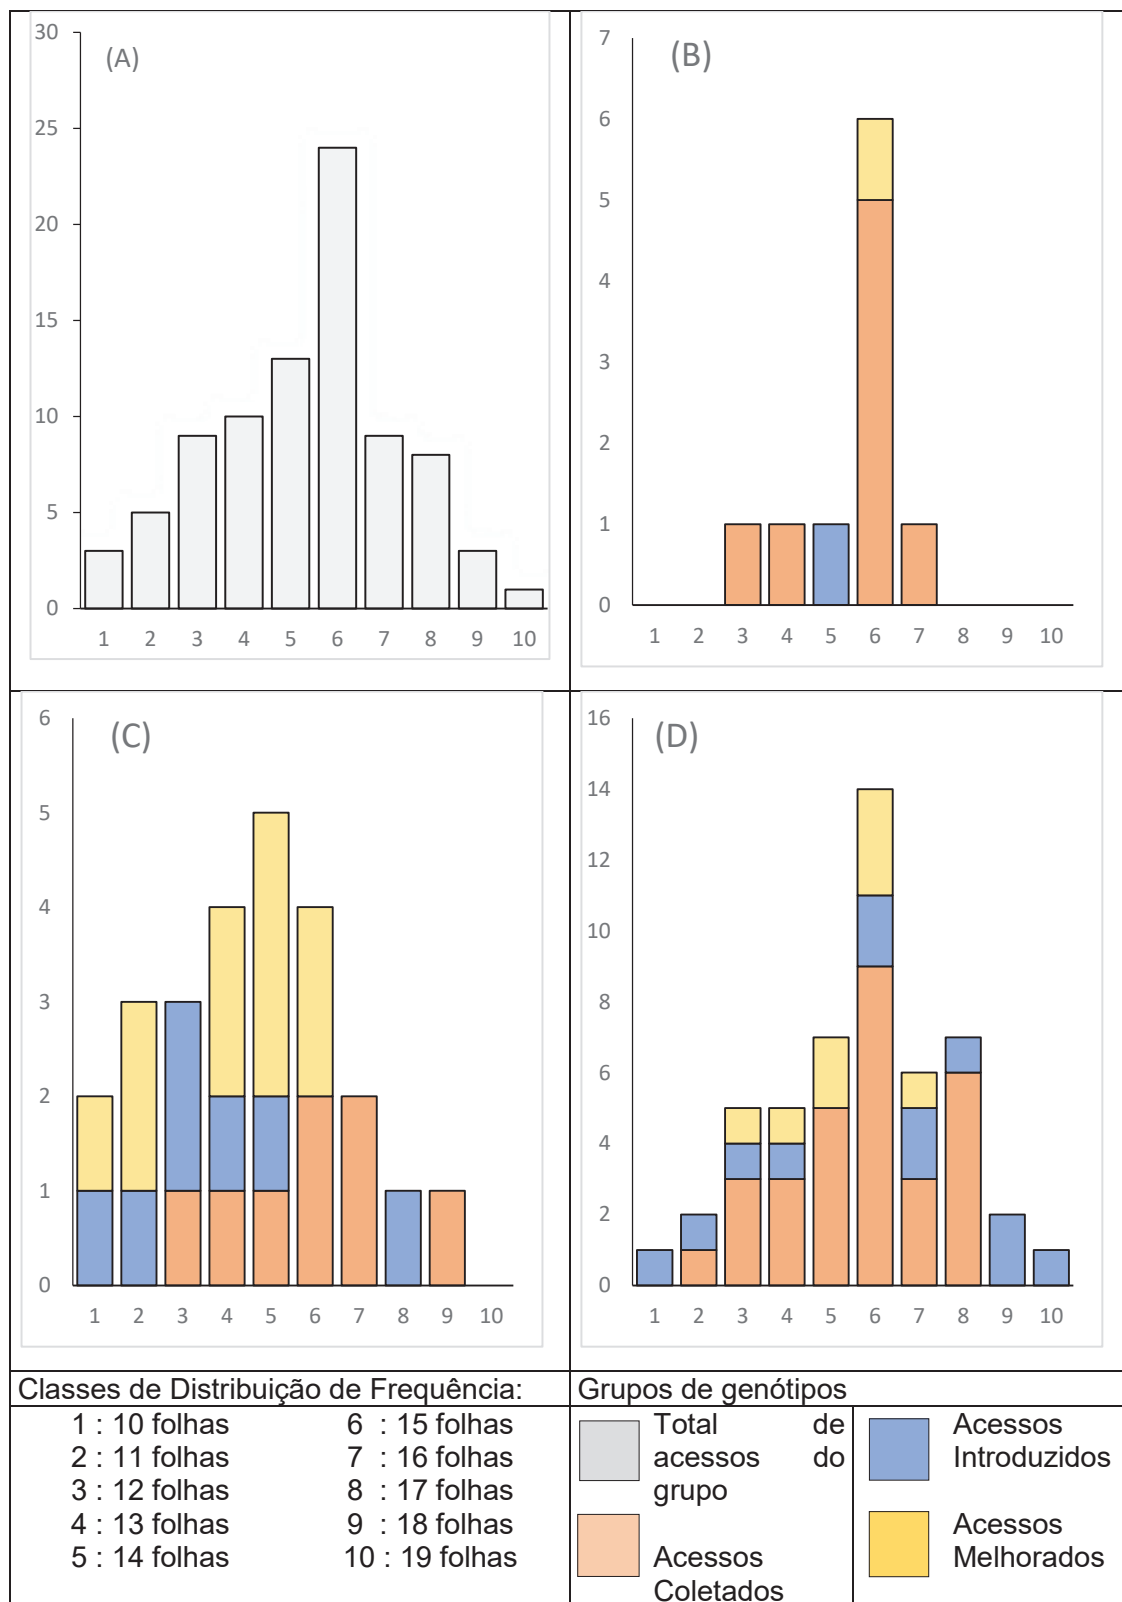 (A)
30
25
20
15
10
5
0
1 2 3 4 5 6 7 8 9 10
(B)
7
6
5
4
3
2
1
0
1 2 3 4 5 6 7 8 9 10
(C)
6
5
4
3
2
1
0
1 2 3 4 5 6 7 8 9 10
(D)
16
14
12
10
8
6
4
2
0
1 2 3 4 5 6 7 8 9 10
Classes de Distribuição de Frequência:
1 : 10 folhas
2 : 11 folhas
3 : 12 folhas
4 : 13 folhas
5 : 14 folhas
6 : 15 folhas
7 : 16 folhas
8 : 17 folhas
9 : 18 folhas
10 : 19 folhas
Grupos de genótipos
Total de
acessos do
grupo
Acessos
Coletados
Acessos
Introduzidos
Acessos
Melhorados